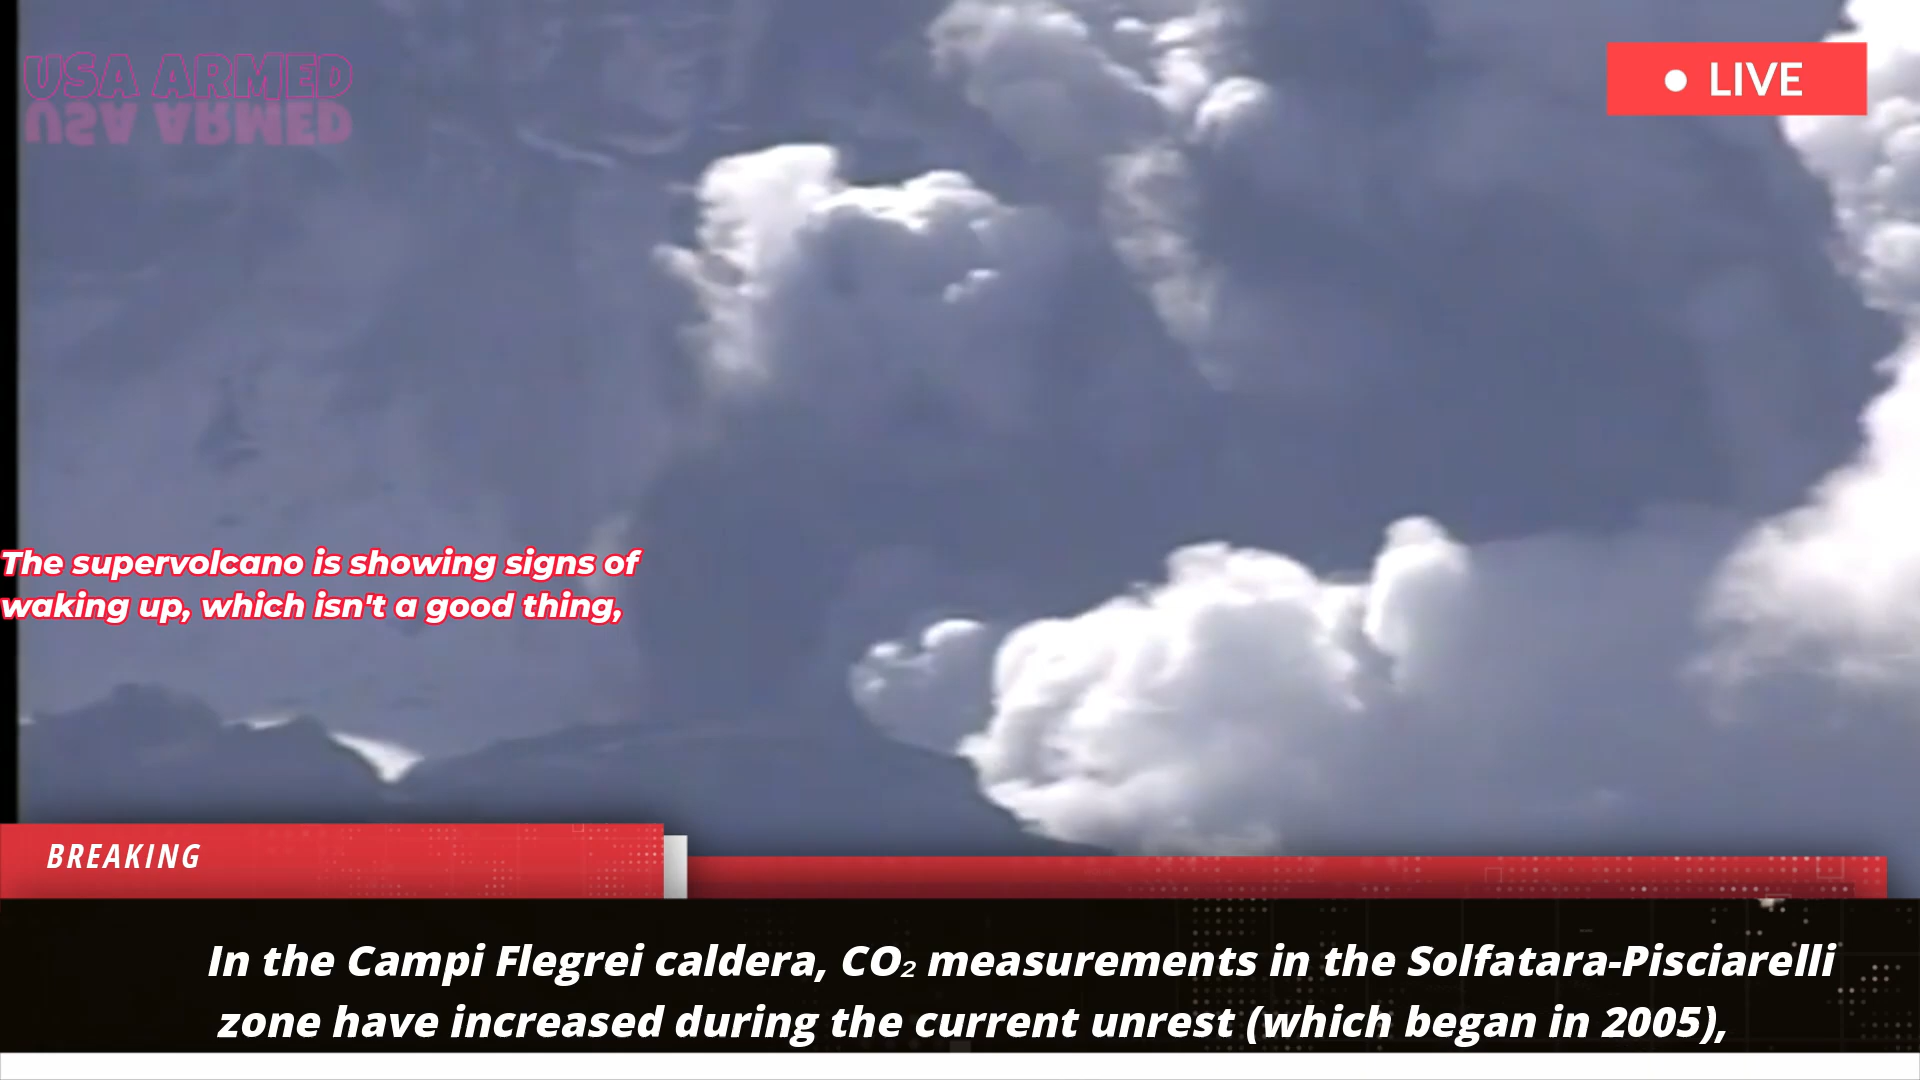 USA ARMED
LIVE
The supervolcano is showing signs of
waking up, which isn't a good thing,
BREAKING
In the Campi Flegrei caldera, CO₂ measurements in the Solfatara-Pisciarelli
zone have increased during the current unrest (which began in 2005),